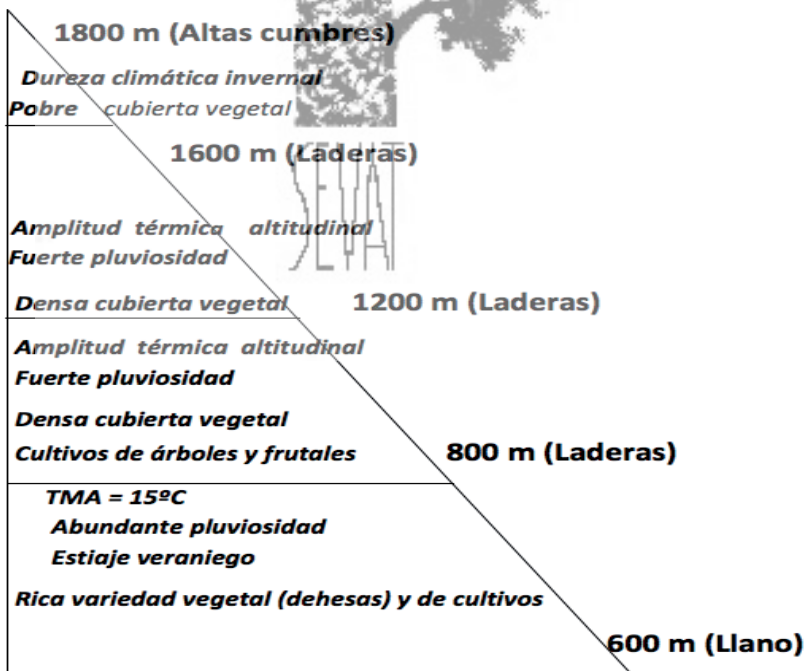 1800 m (Altas cumbres)
Dureza climática invernal
Pobre cubierta vegetal
1600 m (Laderas)
SEVAT
Amplitud térmica altitudinal
Fuerte pluviosidad
Densa cubierta vegetal
1200 m (Laderas)
Amplitud térmica altitudinal
Fuerte pluviosidad
Densa cubierta vegetal
Cultivos de árboles y frutales
800 m (Laderas)
TMA = 15ºC
Abundante pluviosidad
Estiaje veraniego
Rica variedad vegetal (dehesas) y de cultivos
600 m (Llano)